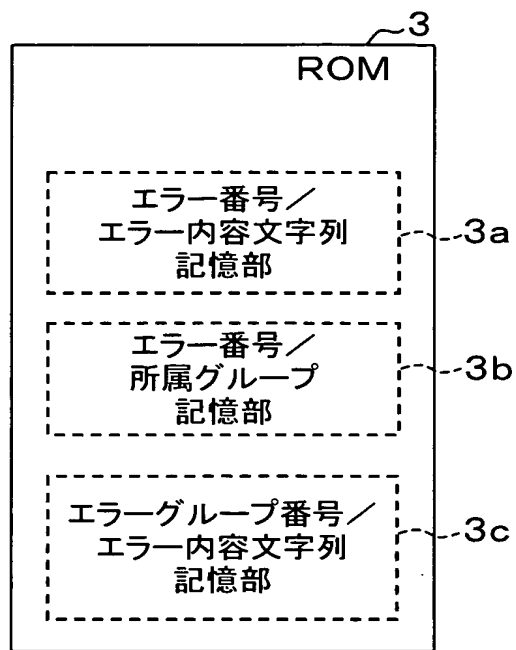 3
ROM
エラー番号／
エラー内容文字列
記憶部
3a
エラー番号／
所属グループ
記憶部
3b
エラーグループ番号／
エラー内容文字列
記憶部
3c